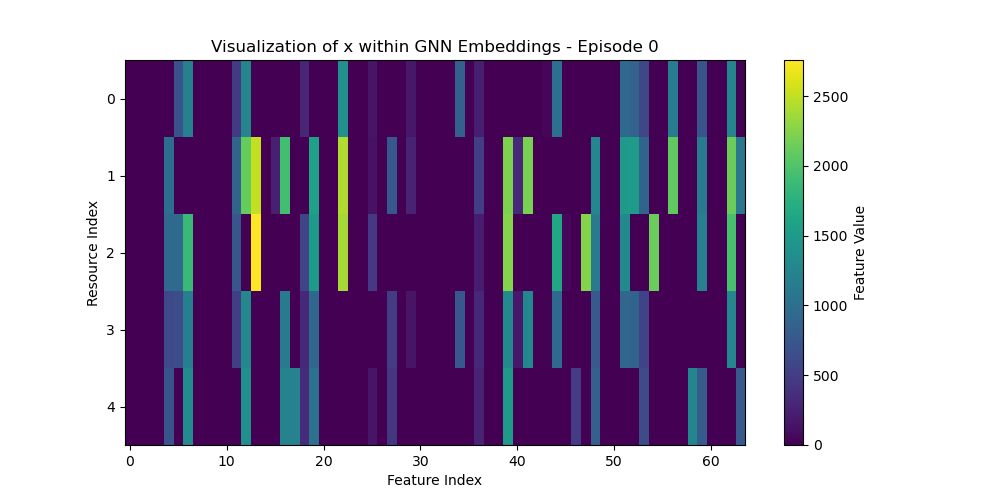 Visualization of x within GNN Embeddings - Episode 0
Resource Index
0
1
2
3
4
0 10 20 30 40 50 60
Feature Index
2500
2000
1500
1000
500
0
Feature Value